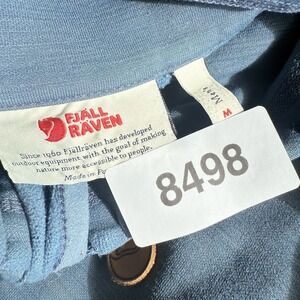 FJÄLL
RÄVEN
Since 1960 Fjällräven has developed
outdoor equipment with the goal of making
nature more accessible to people.
Made in
Men's
M
8498